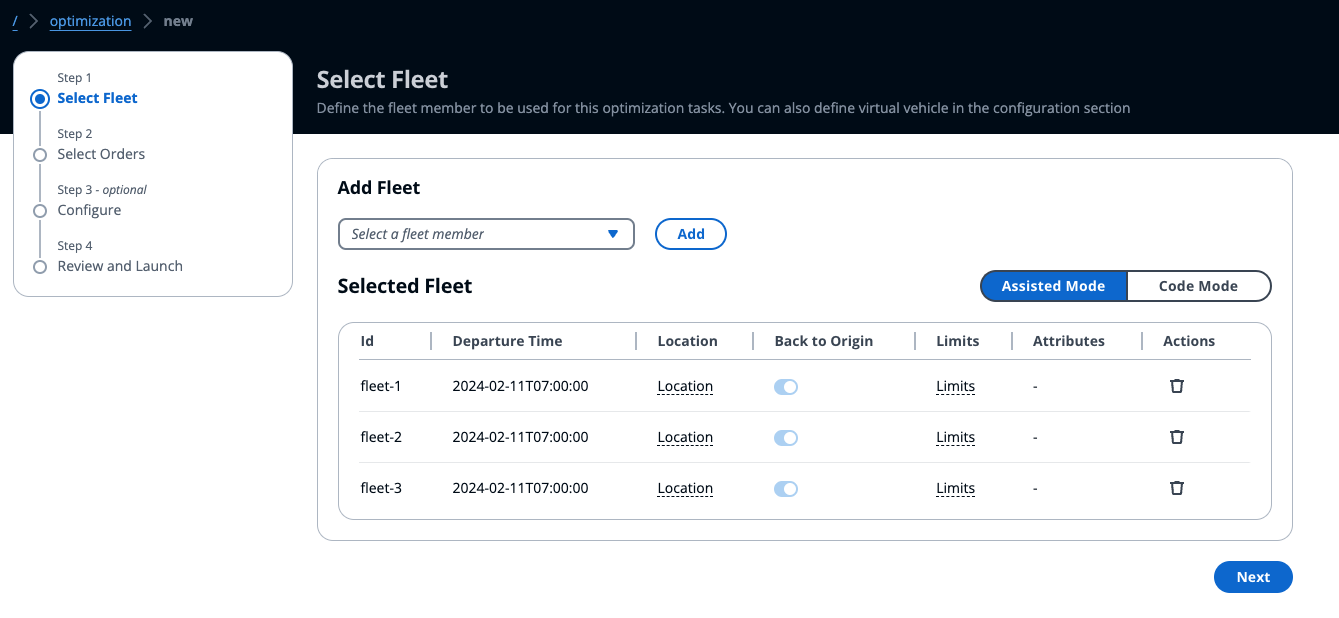 / optimization new
Step 1
Select Fleet
Step 2
Select Orders
Step 3 - optional
Configure
Step 4
Review and Launch
Select Fleet
Define the fleet member to be used for this optimization tasks. You can also define virtual vehicle in the configuration section
Add Fleet
Select a fleet member Add
Selected Fleet Assisted Mode Code Mode
Id Departure Time Location Back to Origin Limits Attributes Actions
fleet-1 2024-02-11T07:00:00 Location Limits -
fleet-2 2024-02-11T07:00:00 Location Limits -
fleet-3 2024-02-11T07:00:00 Location Limits -
Next